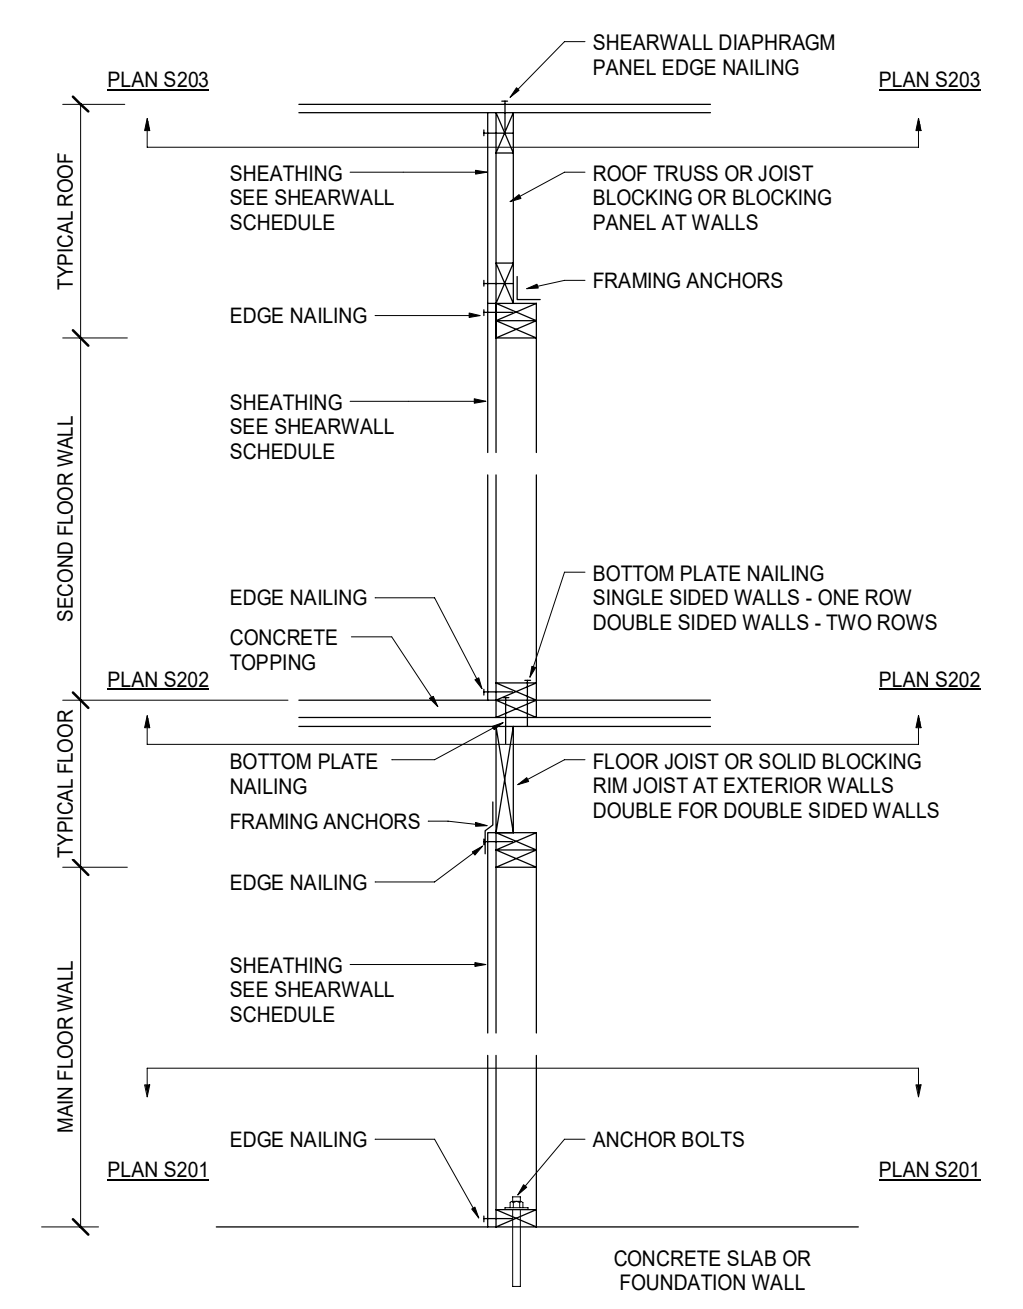 SHEARWALL DIAPHRAGM
PANEL EDGE NAILING
PLAN S203
PLAN S203
TYPICAL ROOF
SHEATHING
SEE SHEARWALL
SCHEDULE
ROOF TRUSS OR JOIST
BLOCKING OR BLOCKING
PANEL AT WALLS
FRAMING ANCHORS
EDGE NAILING
SECOND FLOOR WALL
SHEATHING
SEE SHEARWALL
SCHEDULE
BOTTOM PLATE NAILING
SINGLE SIDED WALLS - ONE ROW
DOUBLE SIDED WALLS - TWO ROWS
EDGE NAILING
CONCRETE
TOPPING
PLAN S202
PLAN S202
TYPICAL FLOOR
BOTTOM PLATE
NAILING
FLOOR JOIST OR SOLID BLOCKING
RIM JOIST AT EXTERIOR WALLS
DOUBLE FOR DOUBLE SIDED WALLS
FRAMING ANCHORS
EDGE NAILING
MAIN FLOOR WALL
SHEATHING
SEE SHEARWALL
SCHEDULE
EDGE NAILING
ANCHOR BOLTS
PLAN S201
PLAN S201
CONCRETE SLAB OR
FOUNDATION WALL